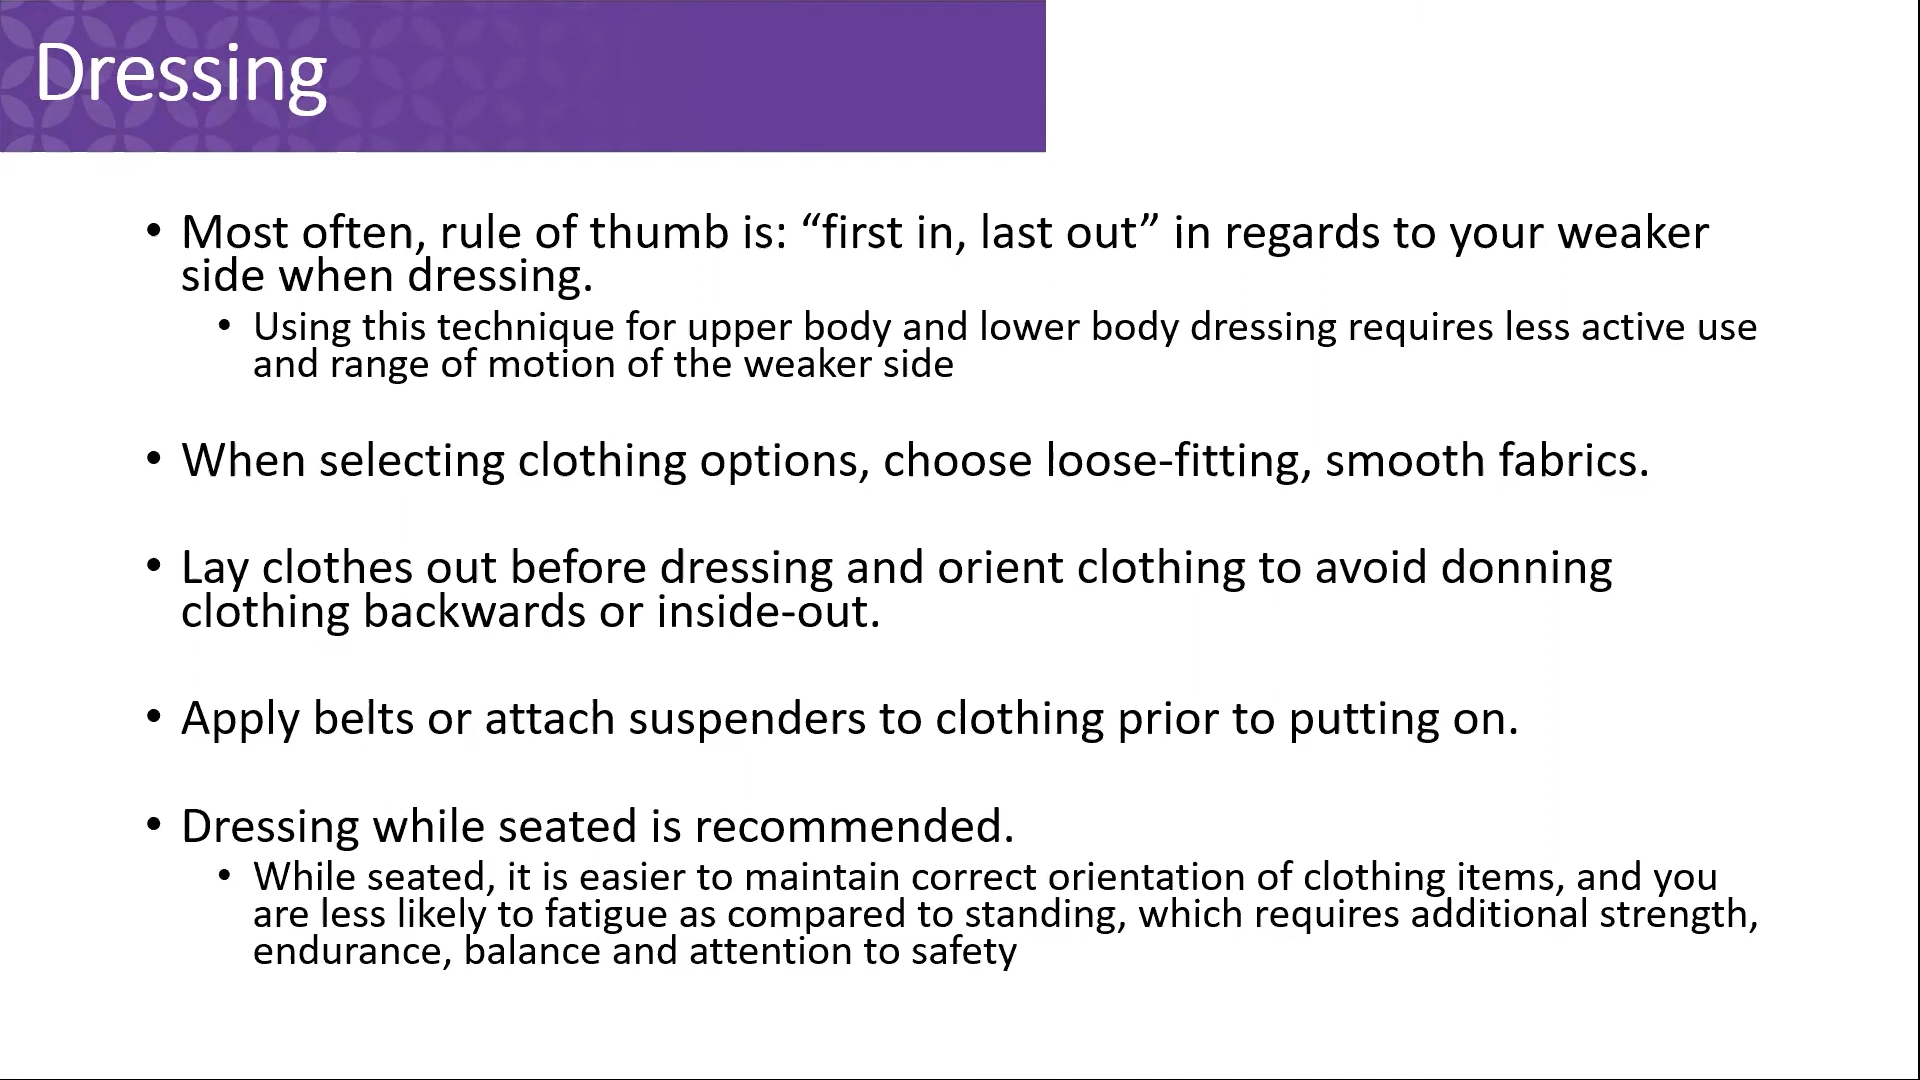 Dressing
• Most often, rule of thumb is: “first in, last out” in regards to your weaker
side when dressing.
• Using this technique for upper body and lower body dressing requires less active use
and range of motion of the weaker side
• When selecting clothing options, choose loose-fitting, smooth fabrics.
• Lay clothes out before dressing and orient clothing to avoid donning
clothing backwards or inside-out.
• Apply belts or attach suspenders to clothing prior to putting on.
• Dressing while seated is recommended.
• While seated, it is easier to maintain correct orientation of clothing items, and you
are less likely to fatigue as compared to standing, which requires additional strength,
endurance, balance and attention to safety